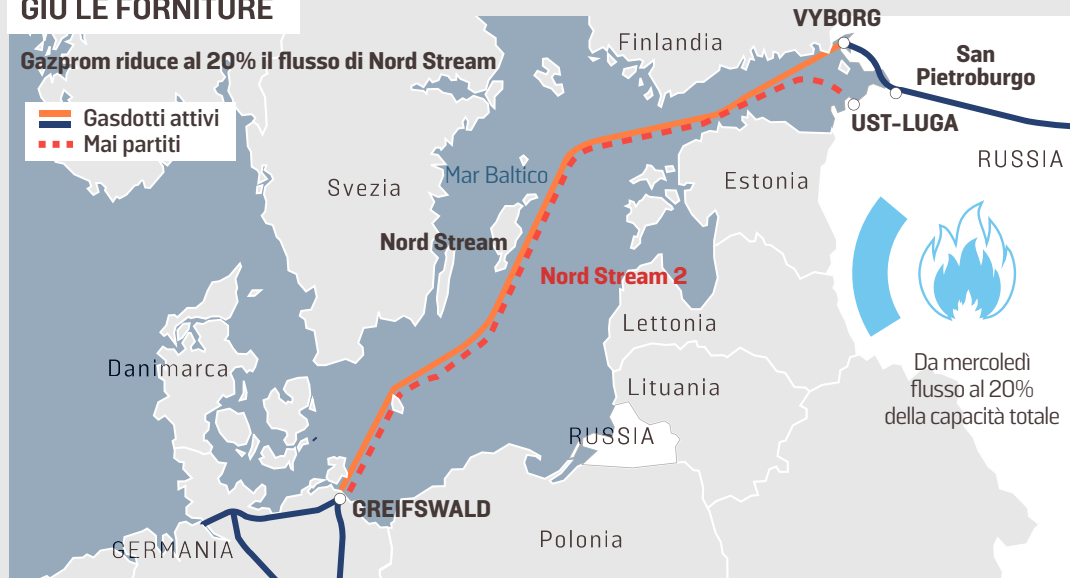 GIÙ LE FORNITURE
Gazprom riduce al 20% il flusso di Nord Stream
Gasdotti attivi
Mai partiti
VYBORG
Finlandia
San
Pietroburgo
UST-LUGA
RUSSIA
Mar Baltico
Svezia
Estonia
Nord Stream
Nord Stream 2
Lettonia
Danimarca
Lituania
Da mercoledì
flusso al 20%
della capacità totale
RUSSIA
GREIFSWALD
GERMANIA
Polonia